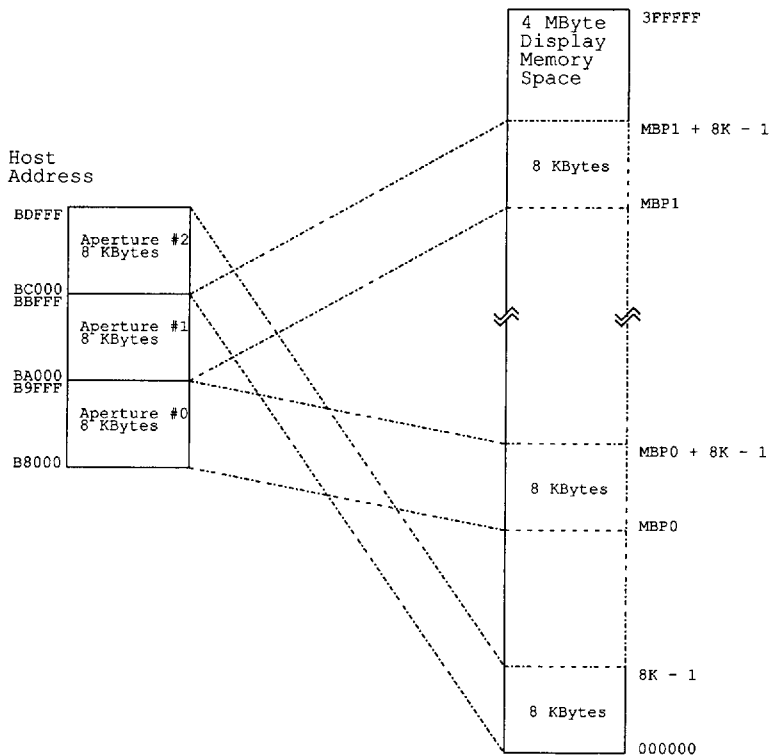 4 MByte
Display
Memory
Space
3FFFFF
MBP1 + 8K - 1
8 KBytes
MBP1
Host
Address
BDFFF
Aperture #2
8 KBytes
BC000
BBFFF
Aperture #1
8 KBytes
BA000
B9FFF
Aperture #0
8 KBytes
B8000
MBP0 + 8K - 1
8 KBytes
MBP0
8K - 1
8 KBytes
000000